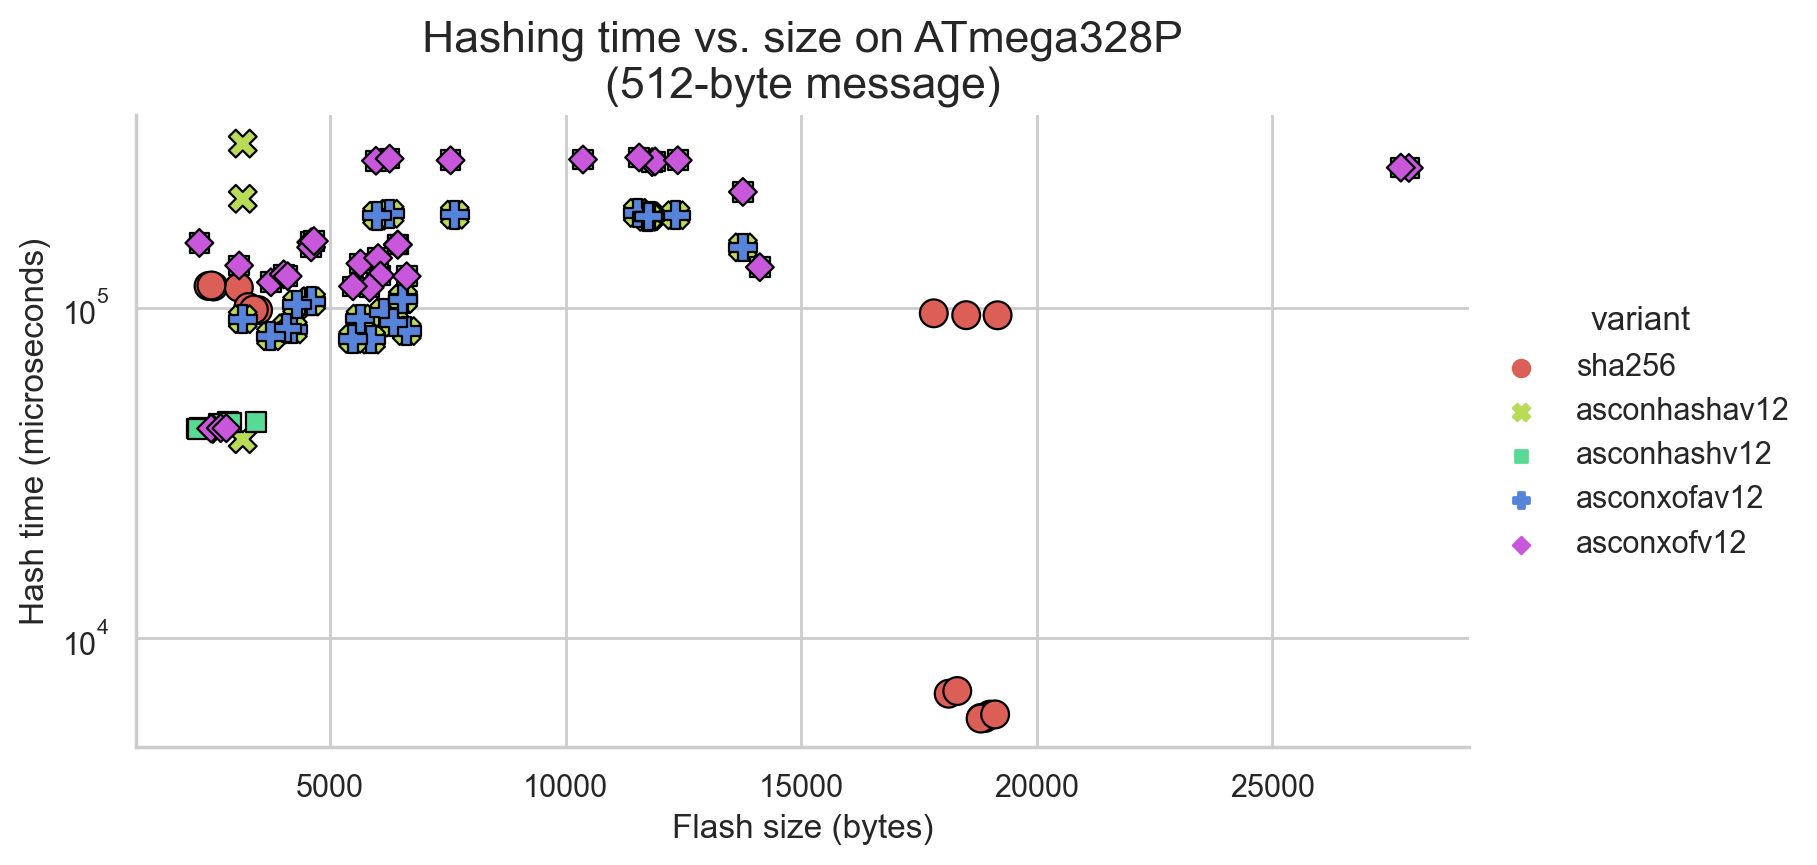 Hashing time vs. size on ATmega328P
(512-byte message)
Hash time (microseconds)
10^5
10^4
5000
10000
15000
20000
25000
Flash size (bytes)
variant
sha256
asconhashav12
asconhashv12
asconxofav12
asconxofv12